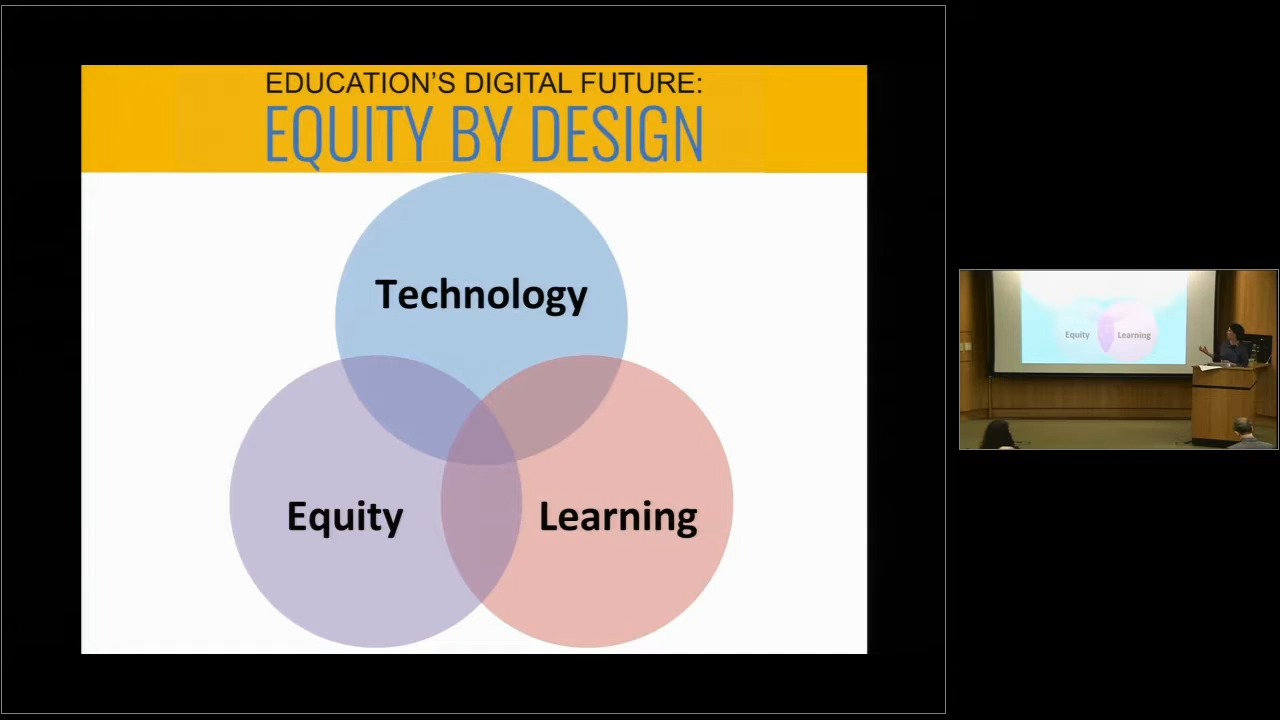 EDUCATION'S DIGITAL FUTURE:
EQUITY BY DESIGN
Technology
Equity
Learning
Equity
Learning